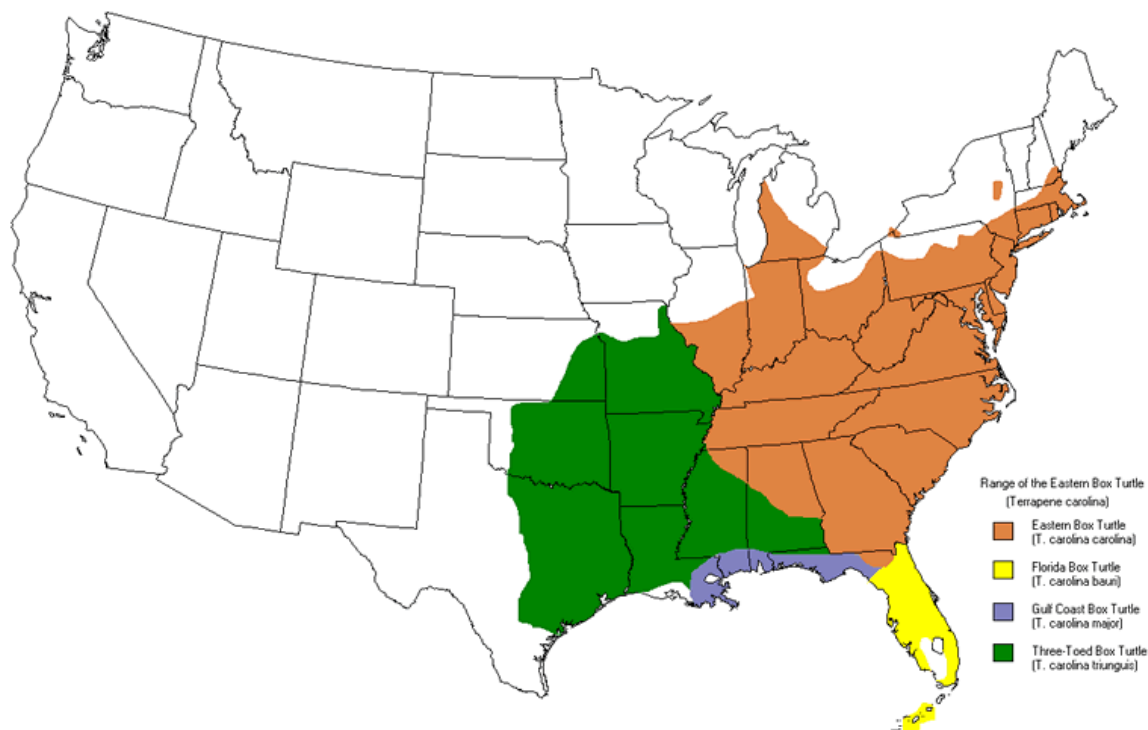 Range of the Eastern Box Turtle
(Terrapene carolina)
Eastern Box Turtle
(T. carolina carolina)
Florida Box Turtle
(T. carolina bauri)
Gulf Coast Box Turtle
(T. carolina major)
Three-Toed Box Turtle
(T. carolina triunguis)